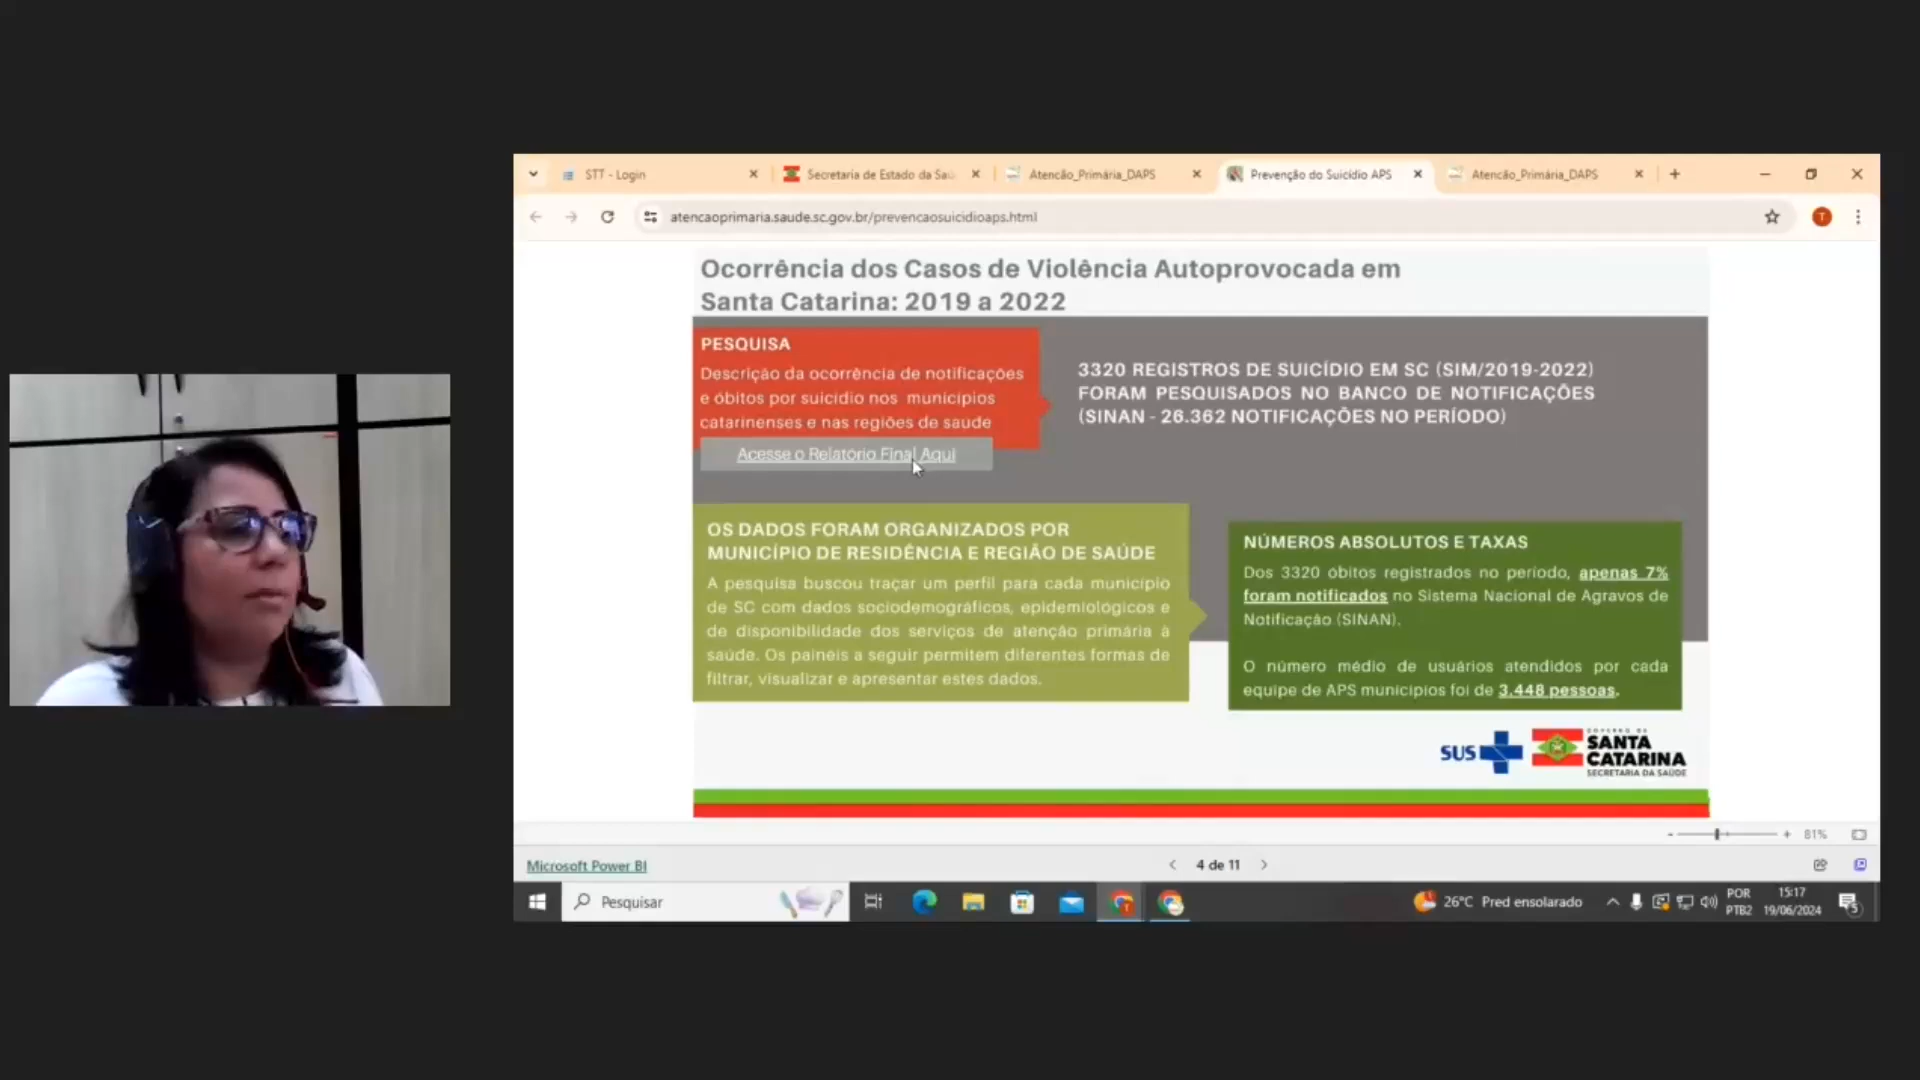 STT - Login
Secretaria de Estado da Saú
Atenção_Primária_DAPS
Prevenção do Suicídio APS
Atenção_Primária_DAPS
atencaoprimaria.saude.sc.gov.br/prevencaosuicidioaps.html
T
Ocorrência dos Casos de Violência Autoprovocada em
Santa Catarina: 2019 a 2022
PESQUISA
Descrição da ocorrência de notificações
e óbitos por suicídio nos municípios
catarinenses e nas regiões de saúde
Acesse o Relatório Final Aqui
3320 REGISTROS DE SUICÍDIO EM SC (SIM/2019-2022)
FORAM PESQUISADOS NO BANCO DE NOTIFICAÇÕES
(SINAN - 26.362 NOTIFICAÇÕES NO PERÍODO)
OS DADOS FORAM ORGANIZADOS POR
MUNICÍPIO DE RESIDÊNCIA E REGIÃO DE SAÚDE
A pesquisa buscou traçar um perfil para cada município
de SC com dados sociodemográficos, epidemiológicos e
de disponibilidade dos serviços de atenção primária à
saúde. Os painéis a seguir permitem diferentes formas de
filtrar, visualizar e apresentar estes dados.
NÚMEROS ABSOLUTOS E TAXAS
Dos 3320 óbitos registrados no período, apenas 7%
foram notificados no Sistema Nacional de Agravos de
Notificação (SINAN).
O número médio de usuários atendidos por cada
equipe de APS municípios foi de 3.448 pessoas.
SUS
GOVERNO DE
SANTA
CATARINA
SECRETARIA DA SAÚDE
- + 81%
Microsoft Power BI
4 de 11
Pesquisar
26°C Pred ensolarado
POR
PTB2
15:17
19/06/2024
5